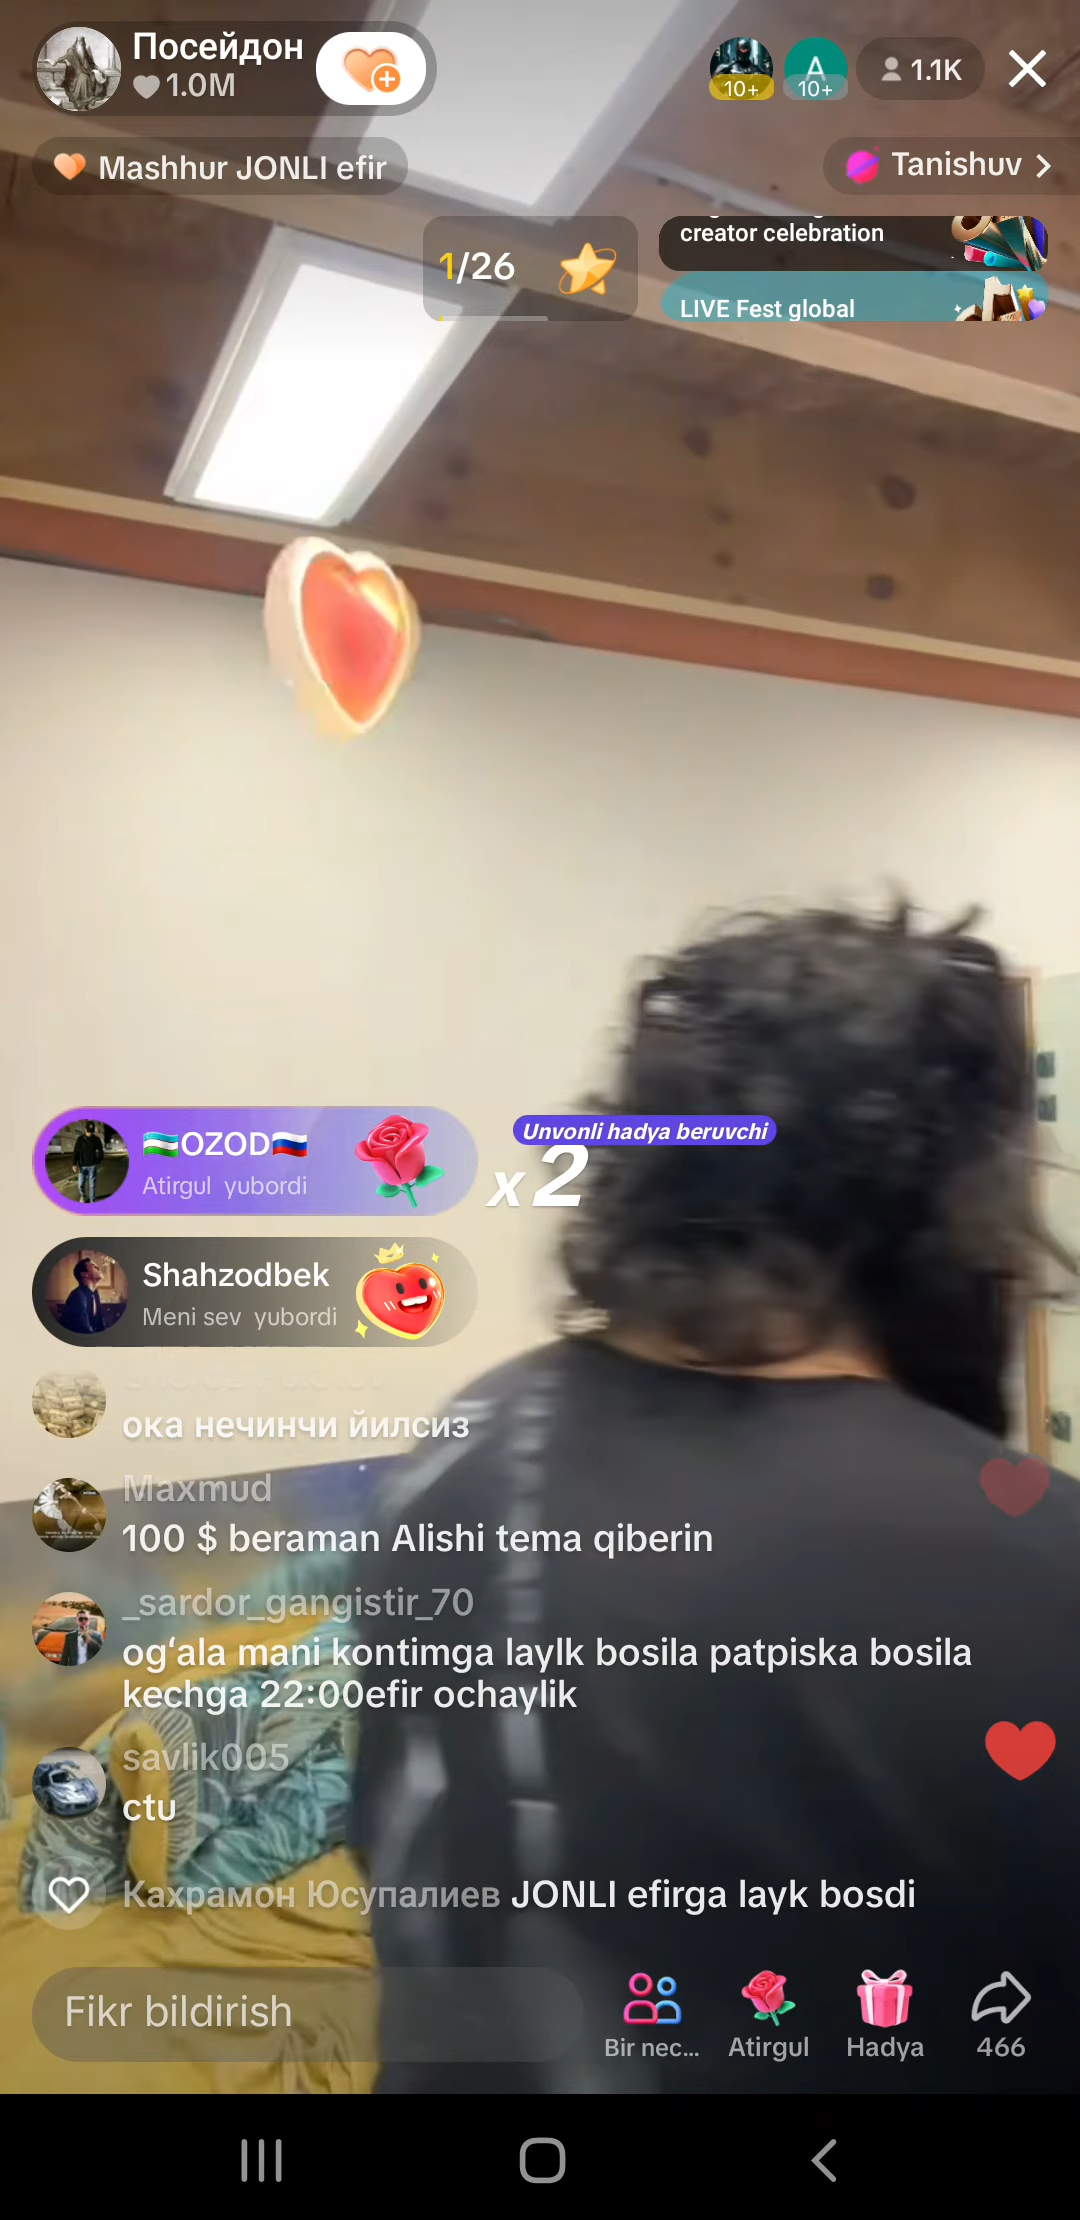 Посейдон
1.0M
10+
A
10+
1.1K
Mashhur JONLI efir
Tanishuv
1/26
creator celebration
LIVE Fest global
Unvonli hadya beruvchi
🇺🇿OZOD🇷🇺
Atirgul yubordi
x2
Shahzodbek
Meni sev yubordi
ока нечинчи йилсиз
Maxmud
100 $ beraman Alishi tema qiberin
_sardor_gangistir_70
ogʻala mani kontimga laylk bosila patpiska bosila
kechga 22:00efir ochaylik
savlik005
ctu
Кахрамон Юсупалиев JONLI efirga layk bosdi
Fikr bildirish
Bir nec...
Atirgul
Hadya
466